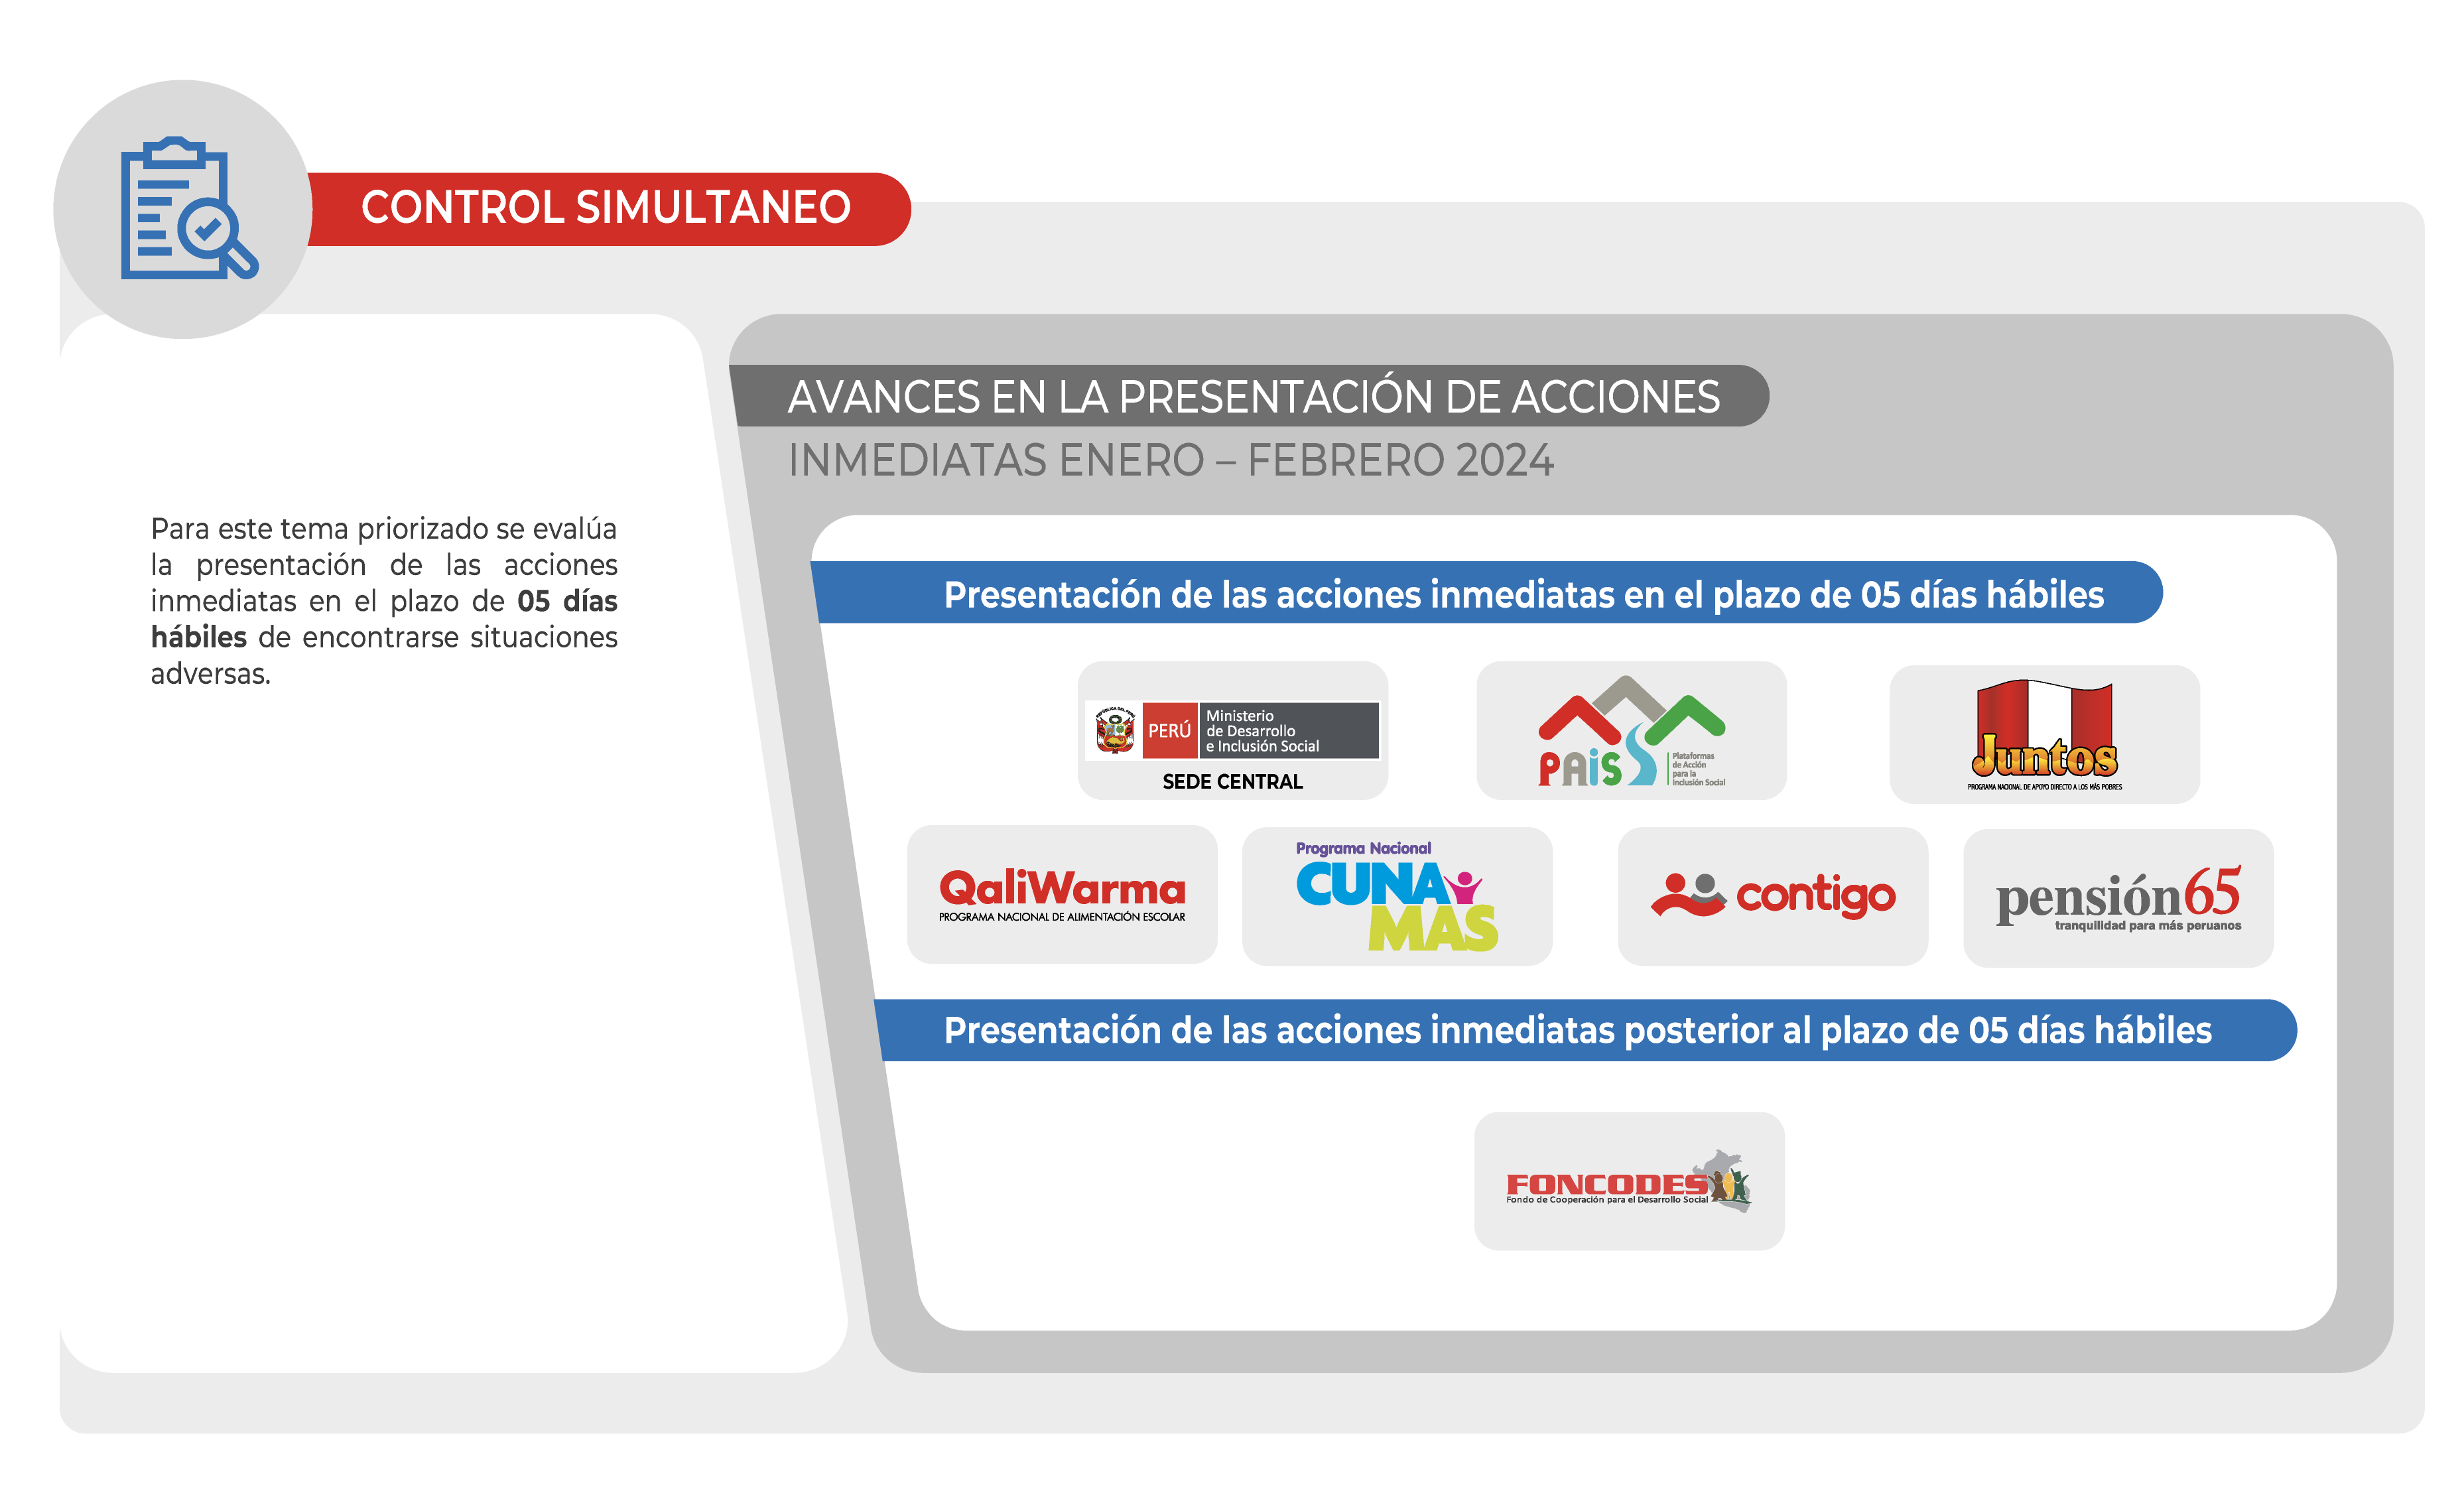 CONTROL SIMULTANEO
Para este tema priorizado se evalúa
la presentación de las acciones
inmediatas en el plazo de 05 días
hábiles de encontrarse situaciones
adversas.
AVANCES EN LA PRESENTACIÓN DE ACCIONES
INMEDIATAS ENERO – FEBRERO 2024
Presentación de las acciones inmediatas en el plazo de 05 días hábiles
REPÚBLICA DEL PERÚ
PERÚ
Ministerio
de Desarrollo
e Inclusión Social
SEDE CENTRAL
PAiS
Plataformas
de Acción
para la
Inclusión Social
Juntos
PROGRAMA NACIONAL DE APOYO DIRECTO A LOS MÁS POBRES
QaliWarma
PROGRAMA NACIONAL DE ALIMENTACIÓN ESCOLAR
Programa Nacional
CUNA
MAS
contigo
pensión65
tranquilidad para más peruanos
Presentación de las acciones inmediatas posterior al plazo de 05 días hábiles
FONCODES
Fondo de Cooperación para el Desarrollo Social